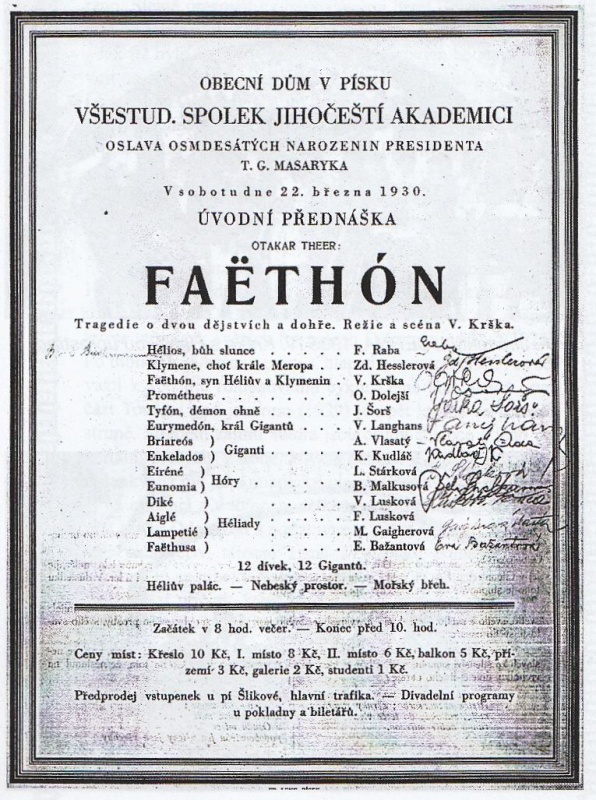 OBECNÍ DŮM V PÍSKU
VŠESTUD. SPOLEK JIHOČEŠTÍ AKADEMICI
OSLAVA OSMDESÁTÝCH NAROZENIN PRESIDENTA
T. G. MASARYKA
V sobotu dne 22. března 1930.
ÚVODNÍ PŘEDNÁŠKA
OTAKAR THEER:
FAËTHÓN
Tragedie o dvou dějstvích a dohře. Režie a scéna V. Krška.
Hélios, bůh slunce . . . . . F. Raba
Klymene, choť krále Meropa . . Zd. Hesslerová
Faëthón, syn Héliův a Klymenin . V. Krška
Prométheus . . . . . O. Dolejší
Tyfón, démon ohně . . . . J. Šorš
Eurymedón, král Gigantů . . . V. Langhans
Briareós ) Giganti . . . . A. Vlasatý
Enkelados ) . . . . K. Kudláč
Eiréné ) . . . . L. Stárková
Eunomia ) Hóry . . . . B. Malkusová
Diké ) . . . . V. Lusková
Aiglé ) . . . . F. Lusková
Lampetié ) Héliady . . . . M. Gaigherová
Faëthusa ) . . . . E. Bažantová
12 dívek, 12 Gigantů.
Héliův palác. — Nebeský prostor. — Mořský břeh.
Začátek v 8 hod. večer. — Konec před 10. hod.
Ceny míst: Křeslo 10 Kč, I. místo 8 Kč, II. místo 6 Kč, balkon 5 Kč, pří-
zemí 3 Kč, galerie 2 Kč, studenti 1 Kč.
Předprodej vstupenek u pí Šlikové, hlavní trafika. — Divadelní programy
u pokladny a biletářů.